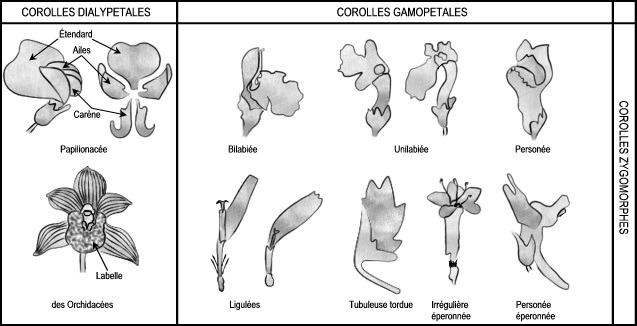 COROLLES DIALYPETALES
COROLLES GAMOPETALES
Étendard
Ailes
Carène
Papilionacée
Bilabiée
Unilabiée
Personée
Labelle
des Orchidacées
Ligulées
Tubuleuse tordue
Irrégulière
éperonnée
Personée
éperonnée
COROLLES ZYGOMORPHES